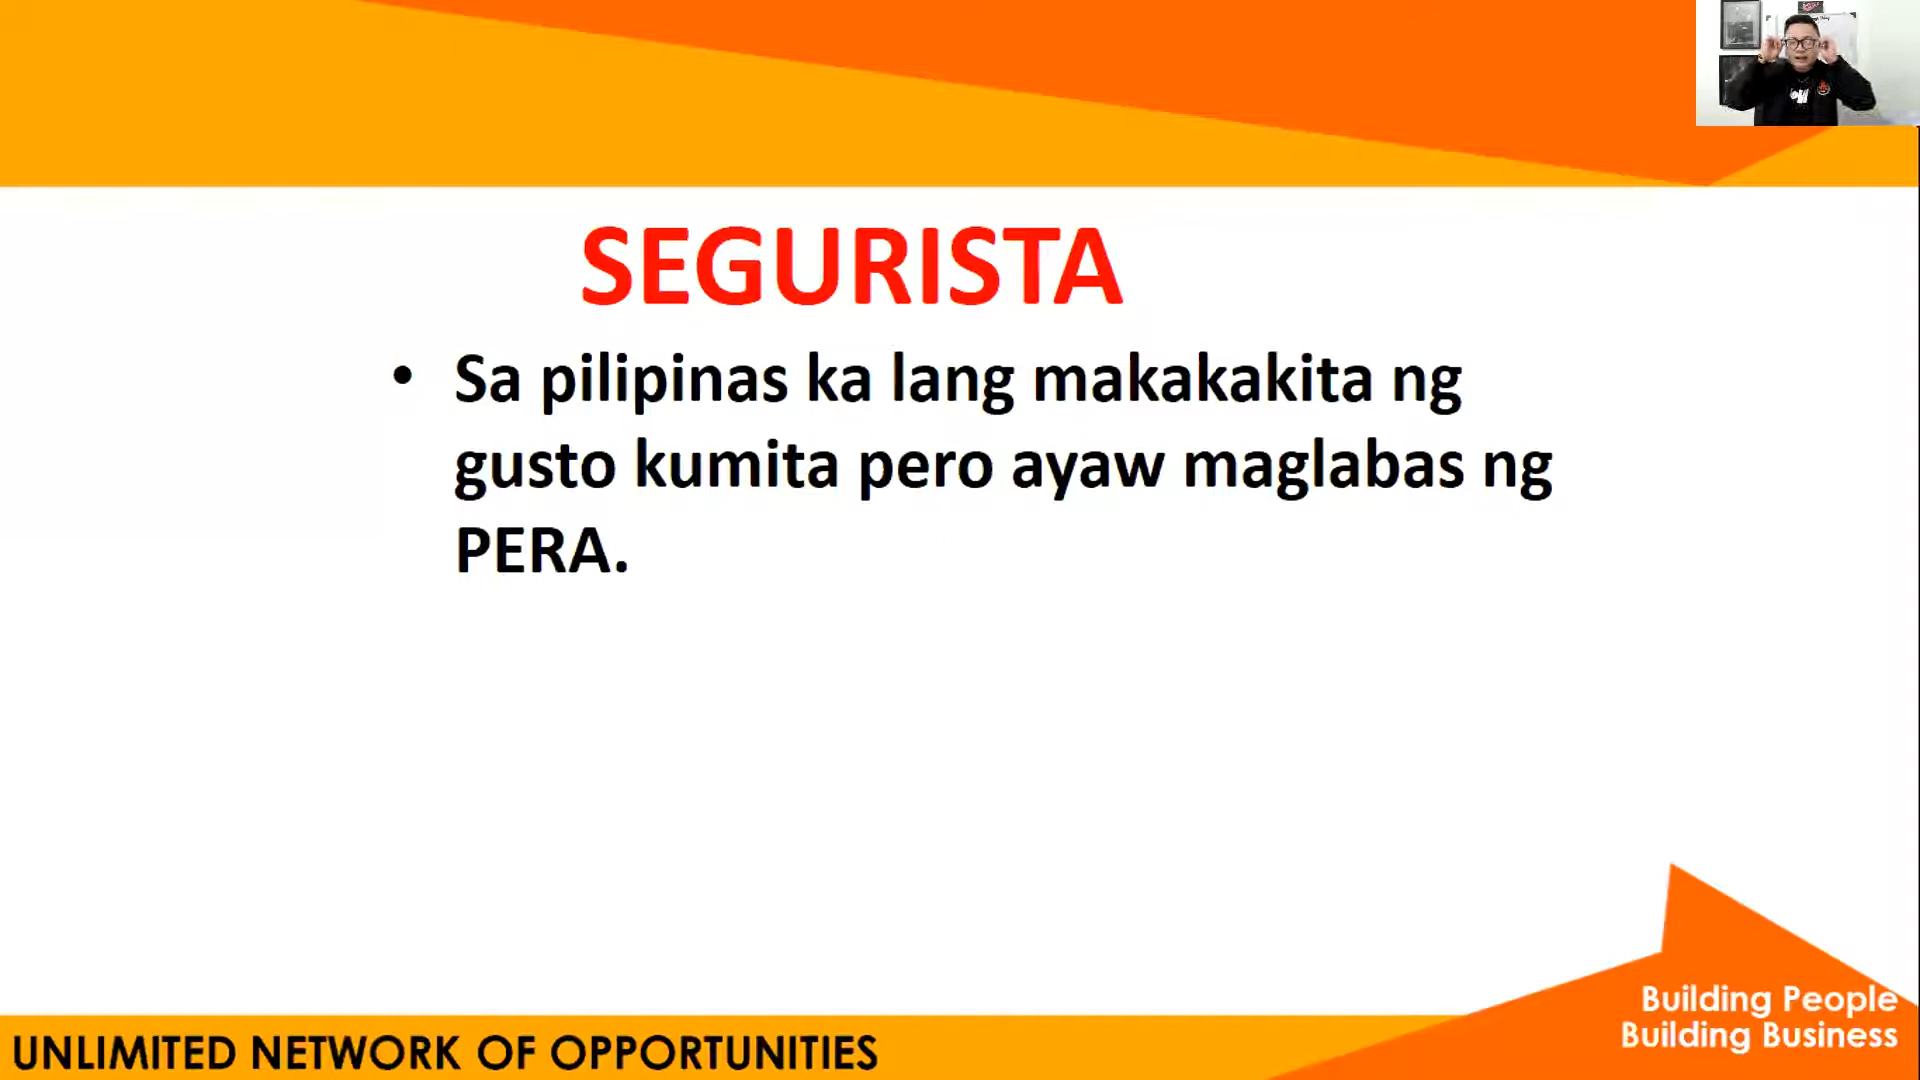 SEGURISTA
• Sa pilipinas ka lang makakakita ng
gusto kumita pero ayaw maglabas ng
PERA.
Building People
Building Business
UNLIMITED NETWORK OF OPPORTUNITIES